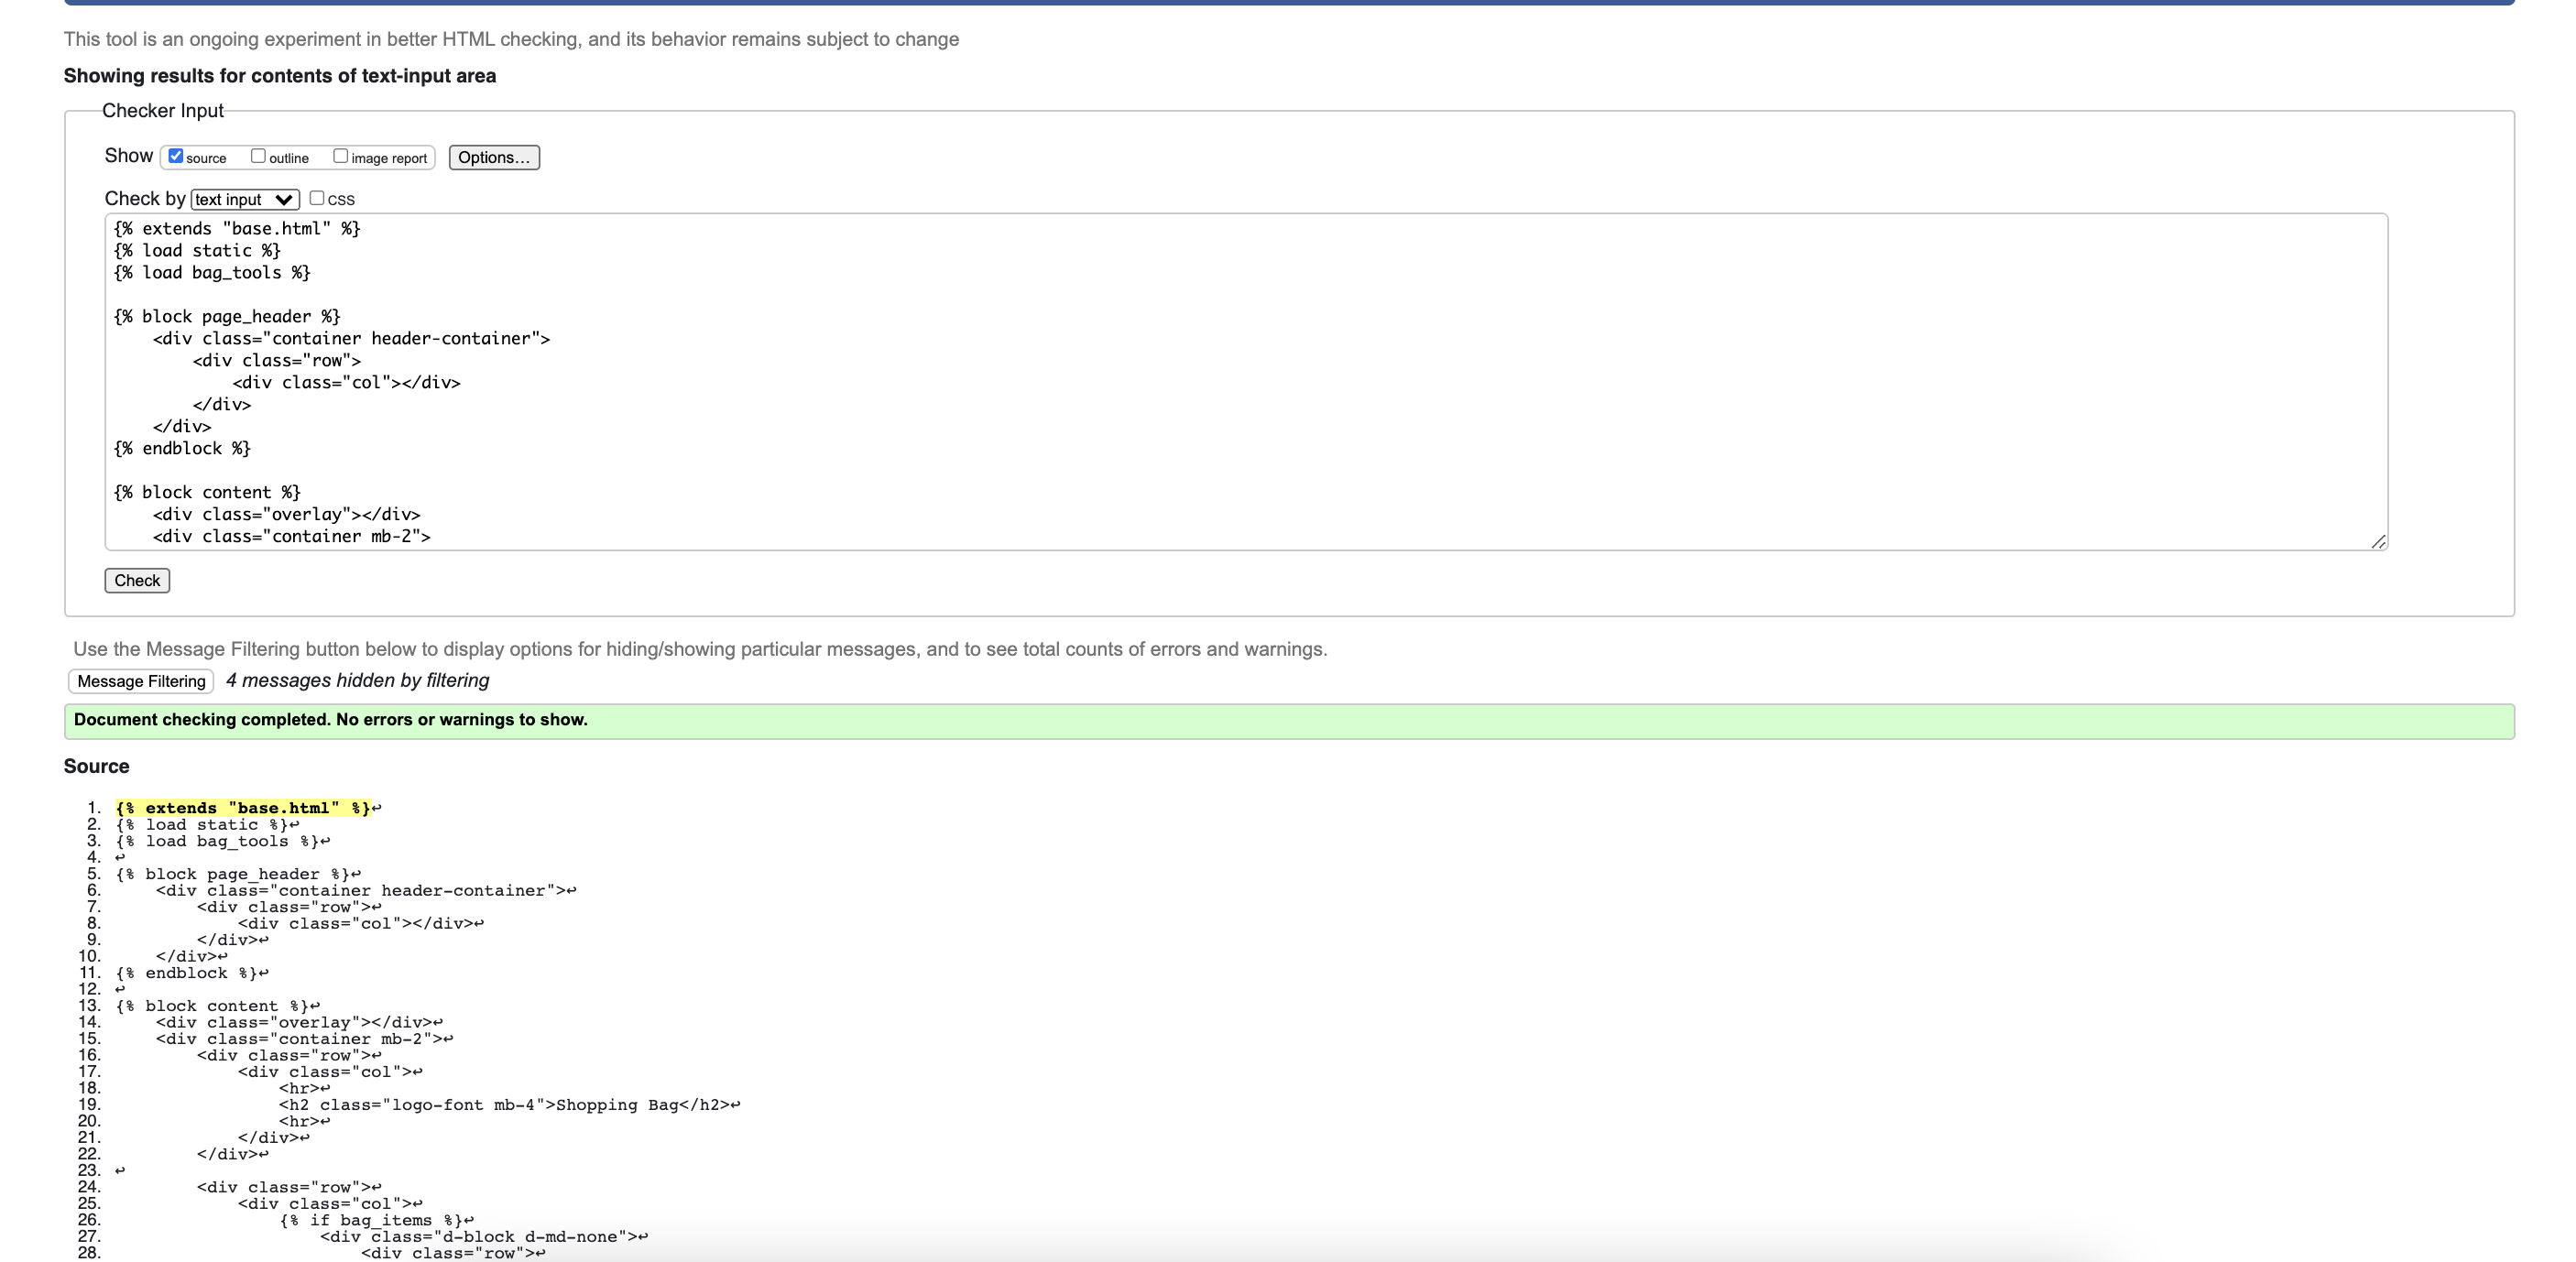 This tool is an ongoing experiment in better HTML checking, and its behavior remains subject to change
Showing results for contents of text-input area
Checker Input
Show source outline image report Options...
Check by text input css
{% extends "base.html" %}
{% load static %}
{% load bag_tools %}
{% block page_header %}
<div class="container header-container">
<div class="row">
<div class="col"></div>
</div>
</div>
{% endblock %}
{% block content %}
<div class="overlay"></div>
<div class="container mb-2">
Check
Use the Message Filtering button below to display options for hiding/showing particular messages, and to see total counts of errors and warnings.
Message Filtering 4 messages hidden by filtering
Document checking completed. No errors or warnings to show.
Source
1. {% extends "base.html" %}↩
2. {% load static %}↩
3. {% load bag_tools %}↩
4. ↩
5. {% block page_header %}↩
6. <div class="container header-container">↩
7. <div class="row">↩
8. <div class="col"></div>↩
9. </div>↩
10. </div>↩
11. {% endblock %}↩
12. ↩
13. {% block content %}↩
14. <div class="overlay"></div>↩
15. <div class="container mb-2">↩
16. <div class="row">↩
17. <div class="col">↩
18. <hr>↩
19. <h2 class="logo-font mb-4">Shopping Bag</h2>↩
20. <hr>↩
21. </div>↩
22. </div>↩
23. ↩
24. <div class="row">↩
25. <div class="col">↩
26. {% if bag_items %}↩
27. <div class="d-block d-md-none">↩
28. <div class="row">↩